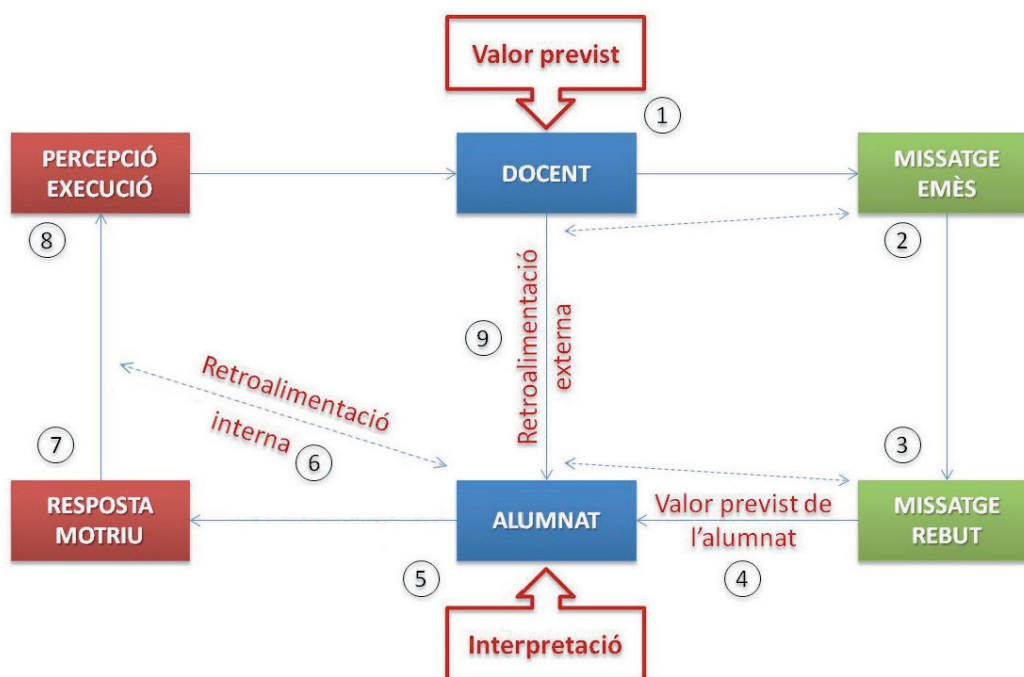 Valor previst
1
PERCEPCIÓ
EXECUCIÓ
DOCENT
MISSATGE
EMÈS
8
2
Retroalimentació
externa
9
Retroalimentació
interna
6
7
3
RESPOSTA
MOTRIU
ALUMNAT
Valor previst de
l'alumnat
MISSATGE
REBUT
5
4
Interpretació